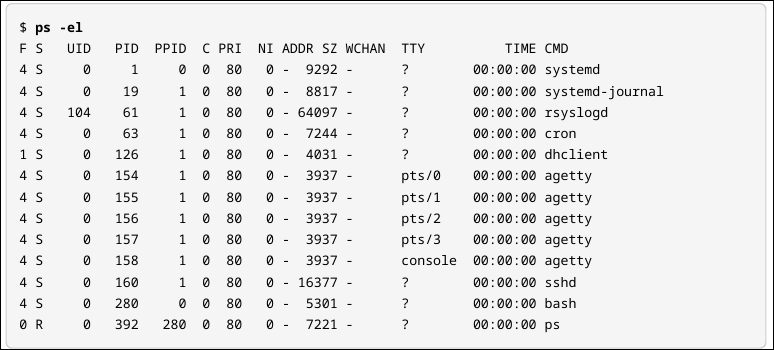 $ ps -el
F S   UID   PID  PPID  C PRI  NI ADDR SZ WCHAN  TTY          TIME CMD
4 S     0     1     0  0  80   0 -  9292 -      ?        00:00:00 systemd
4 S     0    19     1  0  80   0 -  8817 -      ?        00:00:00 systemd-journal
4 S   104    61     1  0  80   0 - 64097 -      ?        00:00:00 rsyslogd
4 S     0    63     1  0  80   0 -  7244 -      ?        00:00:00 cron
1 S     0   126     1  0  80   0 -  4031 -      ?        00:00:00 dhclient
4 S     0   154     1  0  80   0 -  3937 -      pts/0    00:00:00 agetty
4 S     0   155     1  0  80   0 -  3937 -      pts/1    00:00:00 agetty
4 S     0   156     1  0  80   0 -  3937 -      pts/2    00:00:00 agetty
4 S     0   157     1  0  80   0 -  3937 -      pts/3    00:00:00 agetty
4 S     0   158     1  0  80   0 -  3937 -      console  00:00:00 agetty
4 S     0   160     1  0  80   0 - 16377 -      ?        00:00:00 sshd
4 S     0   280     0  0  80   0 -  5301 -      ?        00:00:00 bash
0 R     0   392   280  0  80   0 -  7221 -      ?        00:00:00 ps